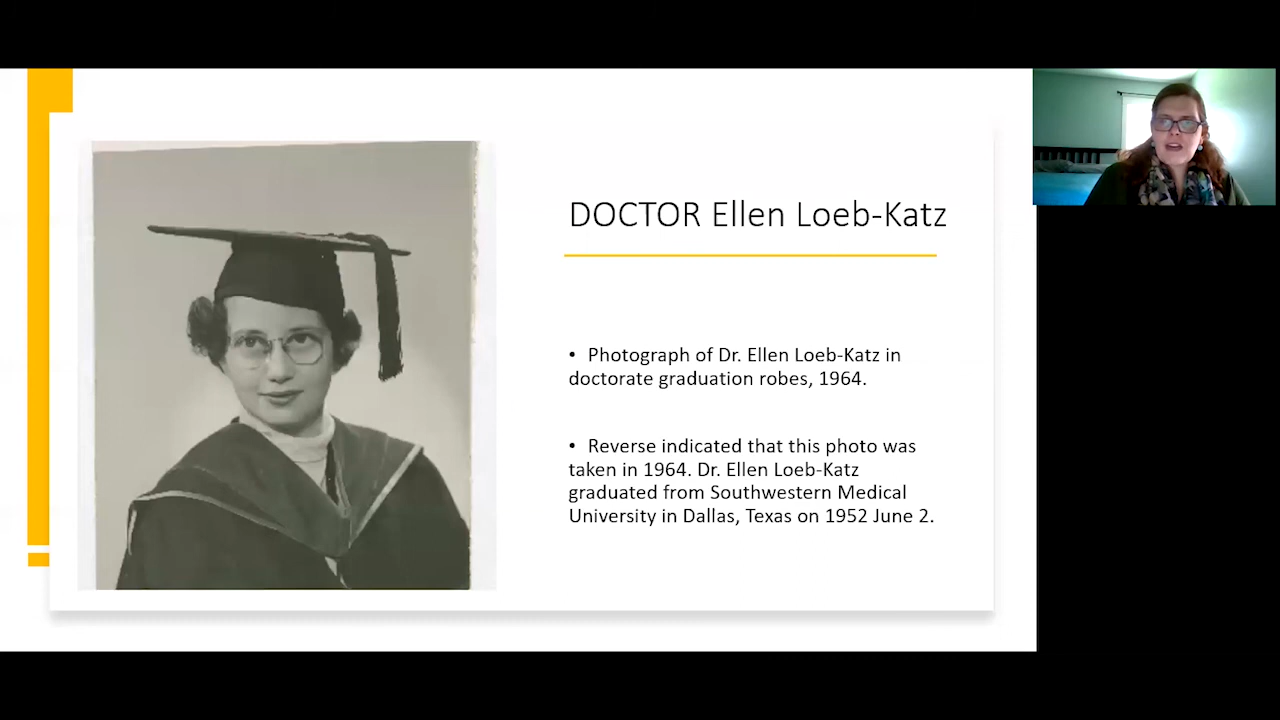 DOCTOR Ellen Loeb-Katz
• Photograph of Dr. Ellen Loeb-Katz in
doctorate graduation robes, 1964.
• Reverse indicated that this photo was
taken in 1964. Dr. Ellen Loeb-Katz
graduated from Southwestern Medical
University in Dallas, Texas on 1952 June 2.